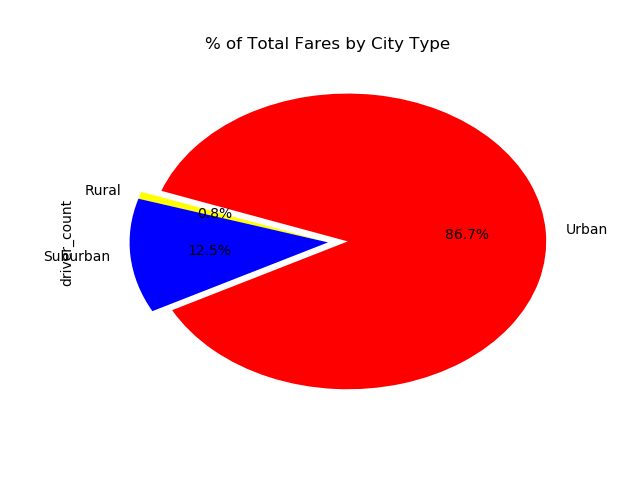 % of Total Fares by City Type
Rural
0.8%
driver_count
Suburban
12.5%
86.7%
Urban